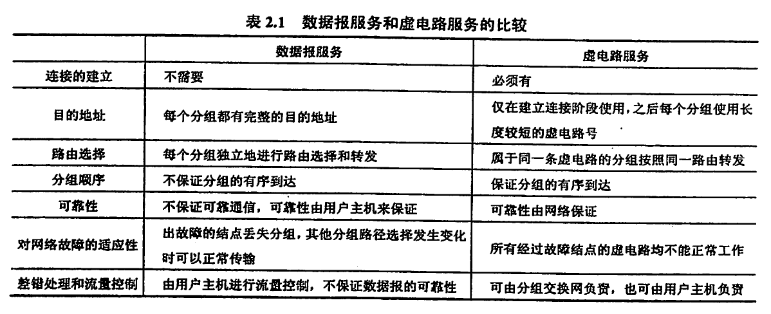 表 2.1 数据报服务和虚电路服务的比较
数据报服务 虚电路服务
连接的建立 不需要 必须有
目的地址 每个分组都有完整的目的地址 仅在建立连接阶段使用，之后每个分组使用长
度较短的虚电路号
路由选择 每个分组独立地进行路由选择和转发 属于同一条虚电路的分组按照同一路由转发
分组顺序 不保证分组的有序到达 保证分组的有序到达
可靠性 不保证可靠通信，可靠性由用户主机来保证 可靠性由网络保证
对网络故障的适应性 出故障的结点丢失分组，其他分组路径选择发生变化
时可以正常传输 所有经过故障结点的虚电路均不能正常工作
差错处理和流量控制 由用户主机进行流量控制，不保证数据报的可靠性 可由分组交换网负责，也可由用户主机负责